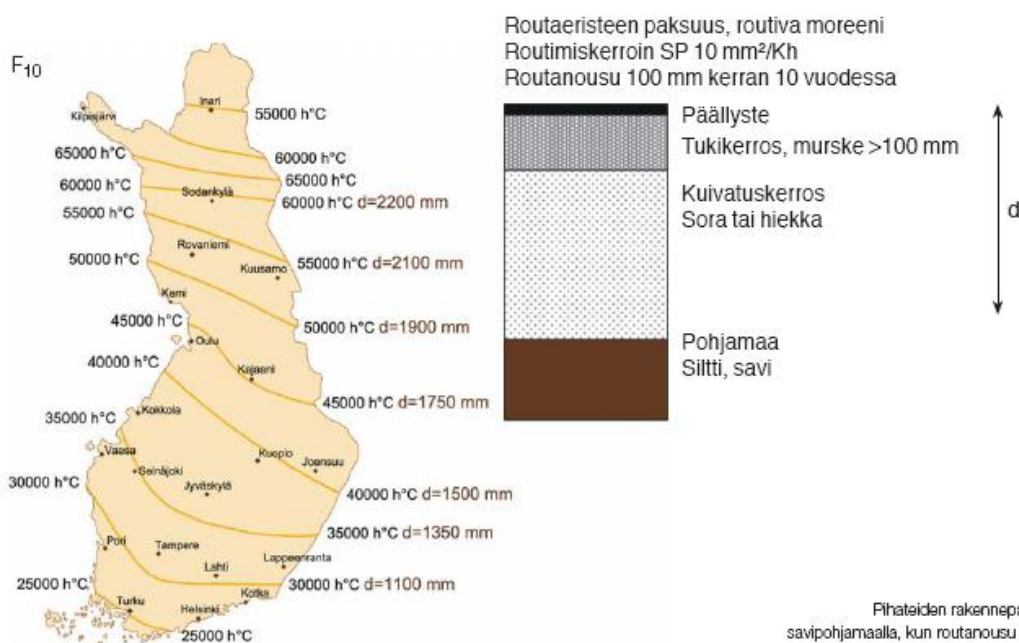 F10
Routaeristeen paksuus, routiva moreeni
Routimiskerroin SP 10 mm²/Kh
Routanousu 100 mm kerran 10 vuodessa
Päällyste
Tukikerros, murske >100 mm
Kuivatuskerros
Sora tai hiekka
d
Pohjamaa
Siltti, savi
Inari
55000 h°C
Kilpisjärvi
65000 h°C
60000 h°C
65000 h°C
60000 h°C
Sodankylä
60000 h°C d=2200 mm
55000 h°C
Rovaniemi
Kuusamo
55000 h°C d=2100 mm
50000 h°C
Kemi
50000 h°C d=1900 mm
45000 h°C
Oulu
Kajaani
40000 h°C
45000 h°C d=1750 mm
35000 h°C
Kokkola
Vaasa
Seinäjoki
Kuopio
Joensuu
30000 h°C
Jyväskylä
40000 h°C d=1500 mm
35000 h°C d=1350 mm
Pori
Tampere
Lappeenranta
Lahti
25000 h°C
30000 h°C d=1100 mm
Turku
Helsinki
Kotka
25000 h°C
Pihateiden rakennepa
savipohjamaalla, kun routanousu